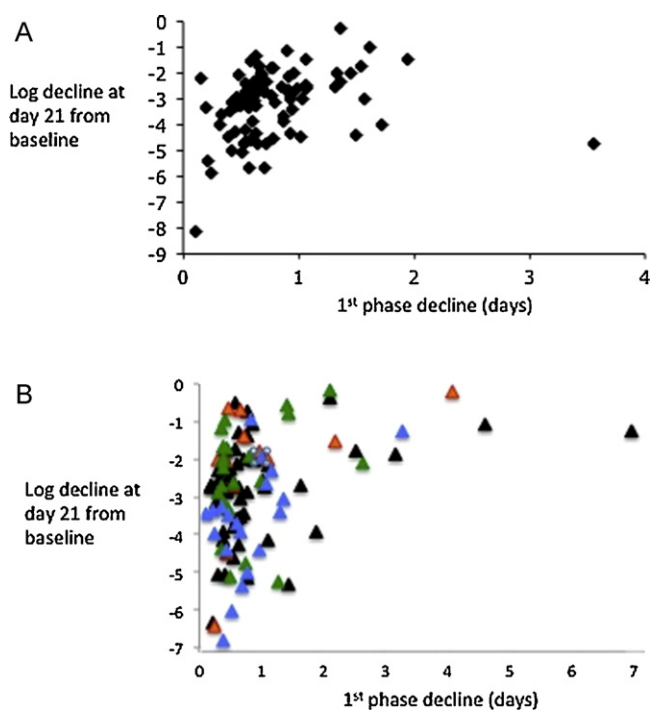 A
Log decline at
day 21 from
baseline
0
-1
-2
-3
-4
-5
-6
-7
-8
-9
0 1 2 3 4
1st phase decline (days)
B
Log decline at
day 21 from
baseline
0
-1
-2
-3
-4
-5
-6
-7
0 1 2 3 4 5 6 7
1st phase decline (days)